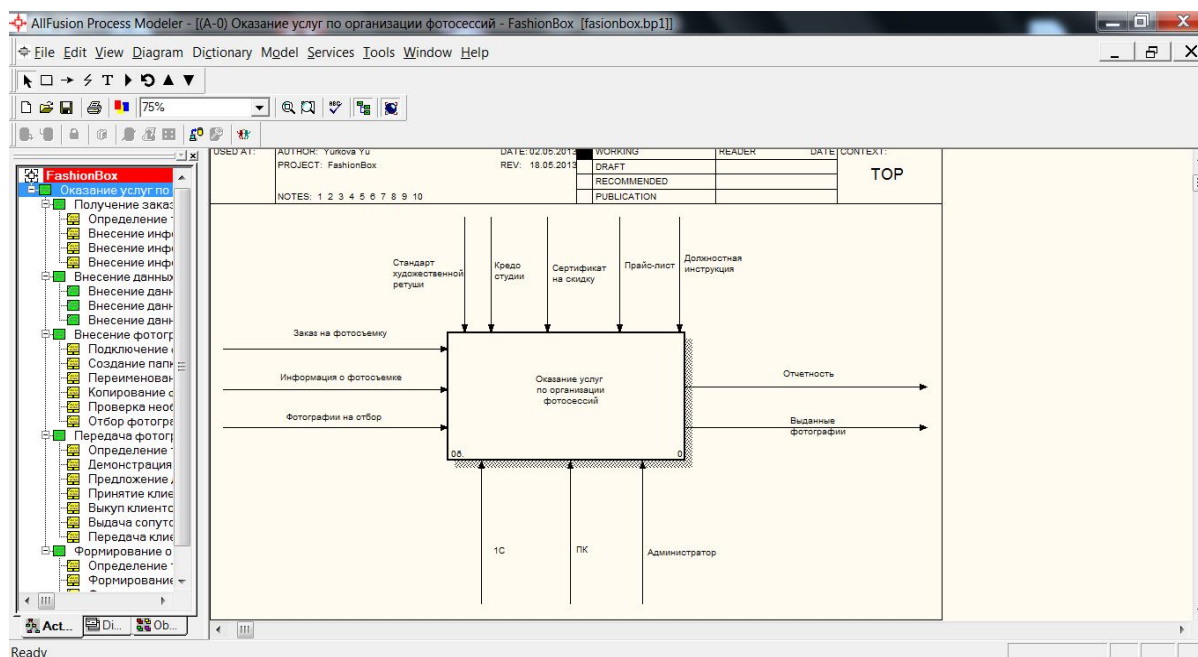 AllFusion Process Modeler - [(A-0) Оказание услуг по организации фотосессий - FashionBox [fasionbox.bp1]]
File Edit View Diagram Dictionary Model Services Tools Window Help
75%
USED AT: AUTHOR: Yurkova Yu DATE: 02.05.2013 WORKING READER DATE CONTEXT:
PROJECT: FashionBox REV: 18.05.2013 DRAFT
TOP
RECOMMENDED
NOTES: 1 2 3 4 5 6 7 8 9 10 PUBLICATION
FashionBox
Оказание услуг по
Получение заказ
Определение
Внесение инф
Внесение инф
Внесение инф
Внесение данных
Внесение данн
Внесение данн
Внесение данн
Внесение фотогр
Подключение
Создание папк
Переименован
Копирование
Проверка необ
Отбор фотогра
Передача фотогр
Определение
Демонстрация
Предложение
Принятие клие
Выкуп клиенто
Выдача сопутс
Передача клие
Формирование о
Определение
Формирование
Act... Di... Ob...
Стандарт
художественной
ретуши
Кредо
студии
Сертификат
на скидку
Прайс-лист
Должностная
инструкция
Заказ на фотосъемку
Информация о фотосъемке
Фотографии на отбор
Оказание услуг
по организации
фотосессий
0
Отчетность
Выданные
фотографии
1С
ПК
Администратор
Ready